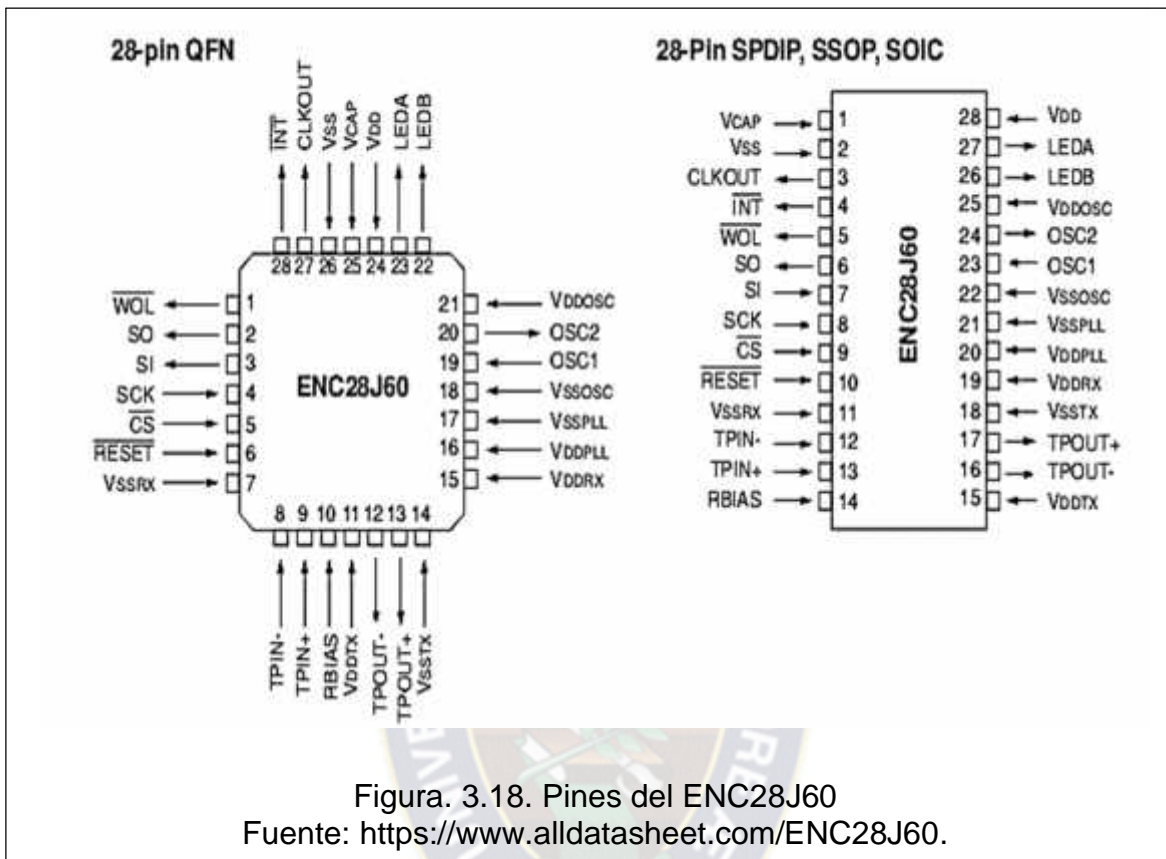 28-pin QFN
INT
CLKOUT
VSS
VCAP
VDD
LEDA
LEDB
28 27 26 25 24 23 22
WOL 1
SO 2
SI 3
SCK 4
CS 5
RESET 6
VSSRX 7
ENC28J60
21 VDDOSC
20 OSC2
19 OSC1
18 VSSOSC
17 VSSPLL
16 VDDPLL
15 VDDRX
8 9 10 11 12 13 14
TPIN-
TPIN+
RBIAS
VDDTX
TPOUT-
TPOUT+
VSSTX
28-Pin SPDIP, SSOP, SOIC
VCAP 1
VSS 2
CLKOUT 3
INT 4
WOL 5
SO 6
SI 7
SCK 8
CS 9
RESET 10
VSSRX 11
TPIN- 12
TPIN+ 13
RBIAS 14
ENC28J60
28 VDD
27 LEDA
26 LEDB
25 VDDOSC
24 OSC2
23 OSC1
22 VSSOSC
21 VSSPLL
20 VDDPLL
19 VDDRX
18 VSSTX
17 TPOUT+
16 TPOUT-
15 VDDTX
Figura. 3.18. Pines del ENC28J60
Fuente: https://www.alldatasheet.com/ENC28J60.